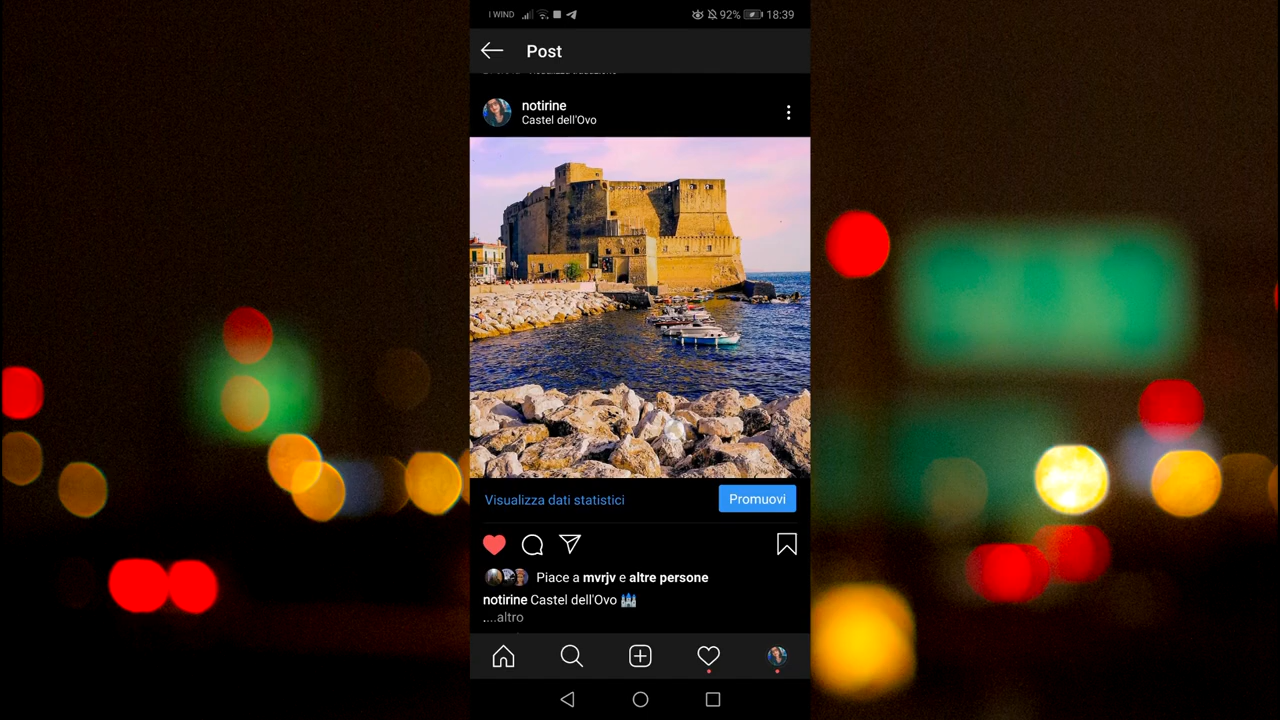 I WIND 92% 18:39
Post
notirine
Castel dell'Ovo
Visualizza dati statistici
Promuovi
Piace a mvrjv e altre persone
notirine Castel dell'Ovo 🏰
....altro